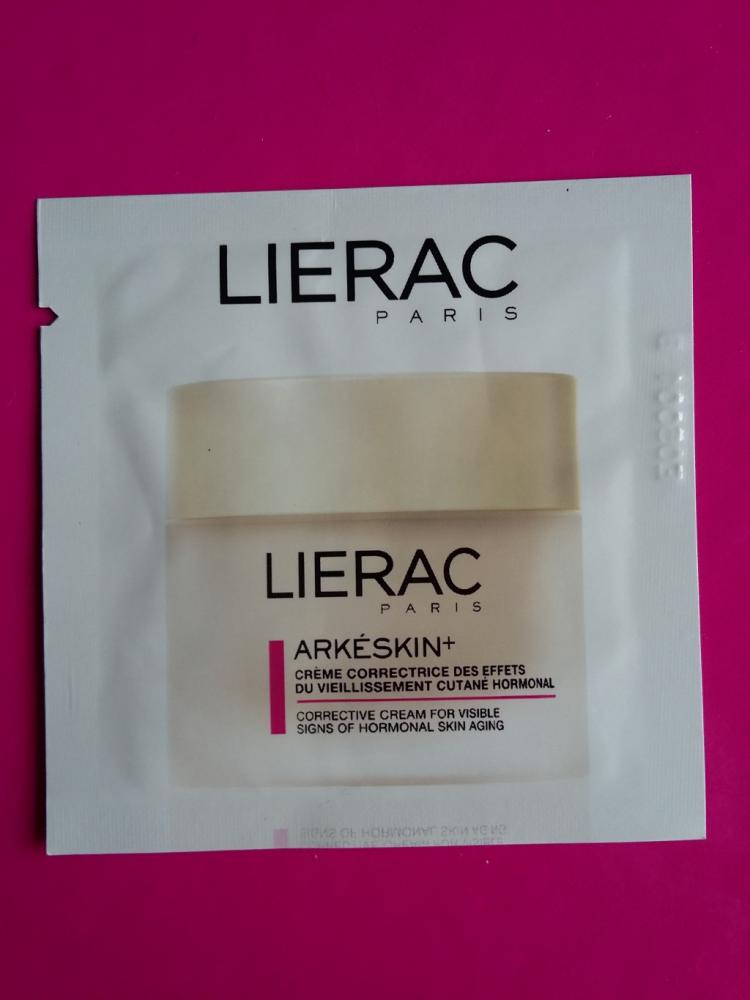 LIERAC
PARIS
LIERAC
PARIS
ARKÉSKIN+
CRÈME CORRECTRICE DES EFFETS
DU VIEILLISSEMENT CUTANÉ HORMONAL
CORRECTIVE CREAM FOR VISIBLE
SIGNS OF HORMONAL SKIN AGING